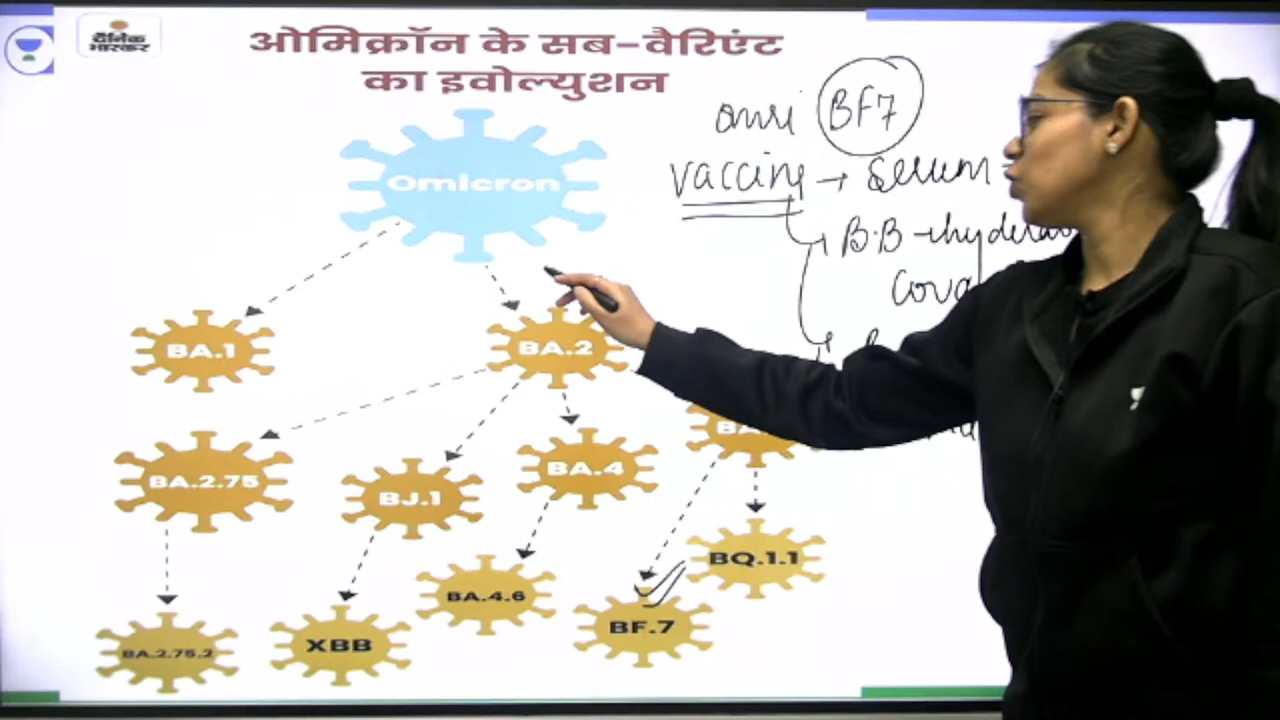 दैनिक
भास्कर
ओमिक्रॉन के सब-वैरिएंट
का इवोल्युशन
BF7
vaccine → Serum
B.B
Omicron
BA.1
BA.2
BA.2.75
BJ.1
BA.4
BQ.1.1
BA.4.6
BF.7
BA.2.75.2
XBB